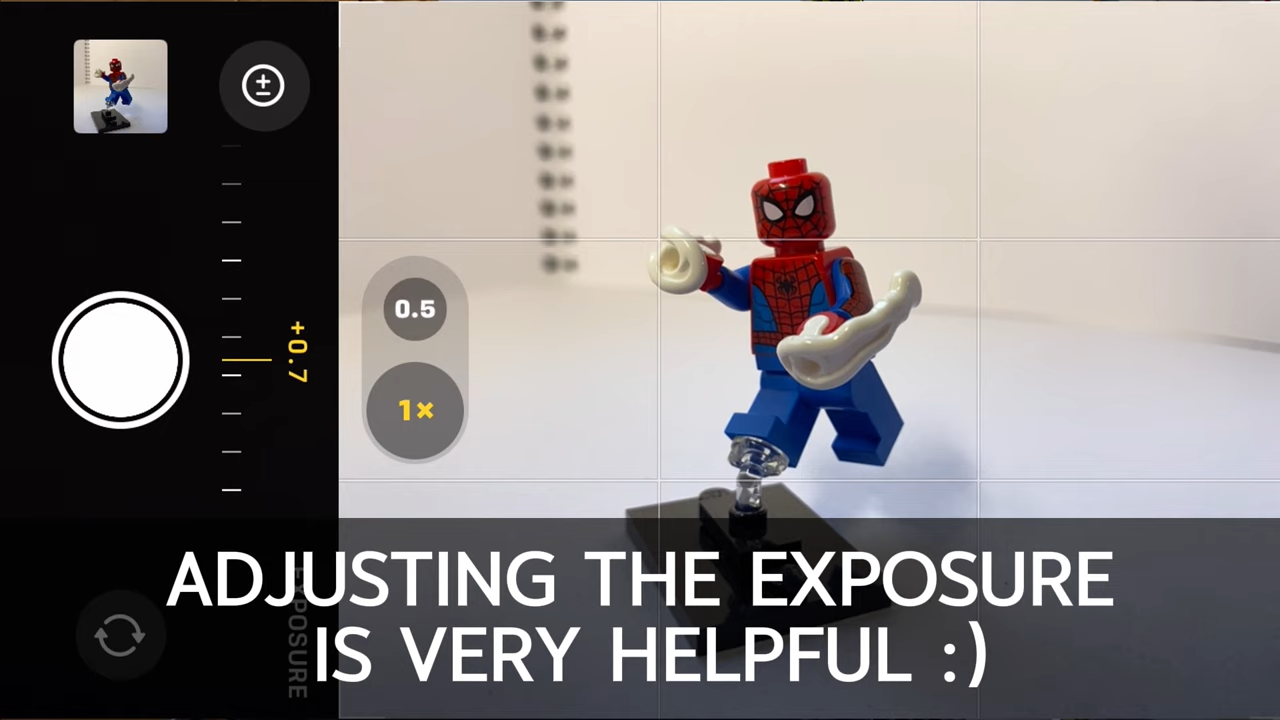 0.5
1×
+0.7
EXPOSURE
ADJUSTING THE EXPOSURE
IS VERY HELPFUL :)